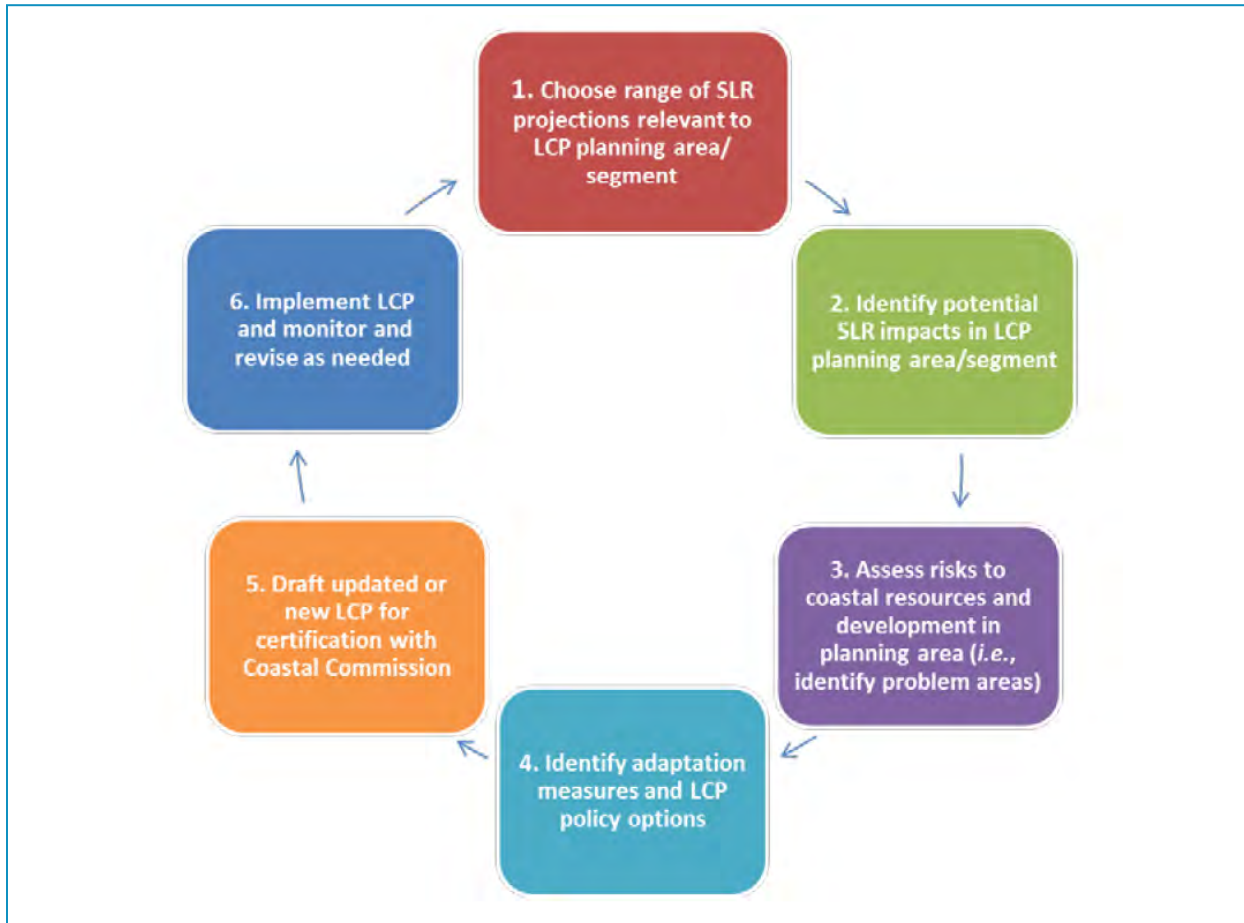 1. Choose range of SLR
projections relevant to
LCP planning area/
segment
2. Identify potential
SLR impacts in LCP
planning area/segment
3. Assess risks to
coastal resources and
development in
planning area (i.e.,
identify problem areas)
4. Identify adaptation
measures and LCP
policy options
5. Draft updated or
new LCP for
certification with
Coastal Commission
6. Implement LCP
and monitor and
revise as needed